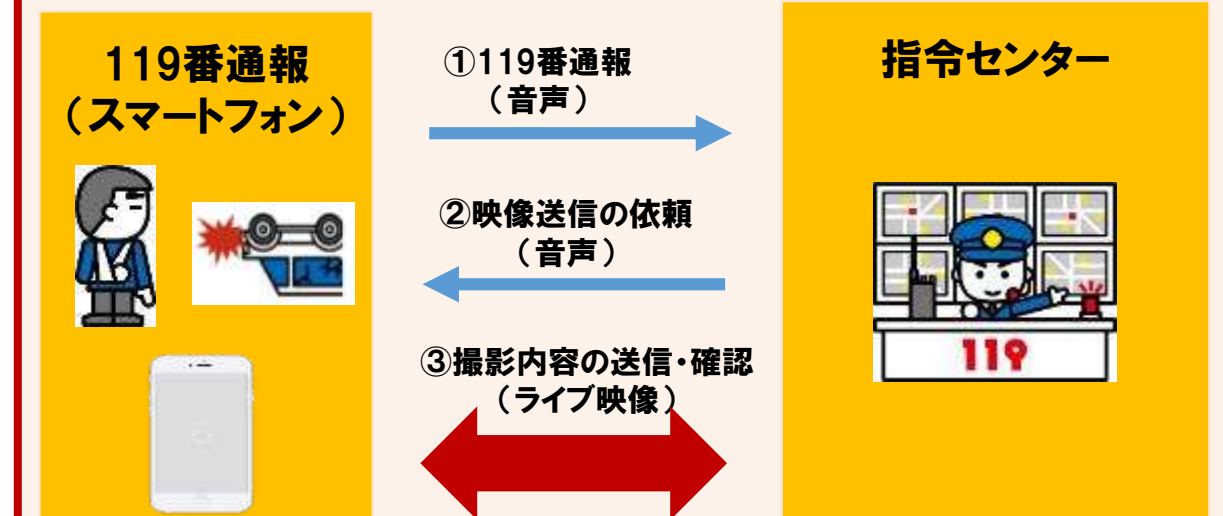 119番通報
（スマートフォン）
①119番通報
（音声）
②映像送信の依頼
（音声）
③撮影内容の送信・確認
（ライブ映像）
指令センター
119